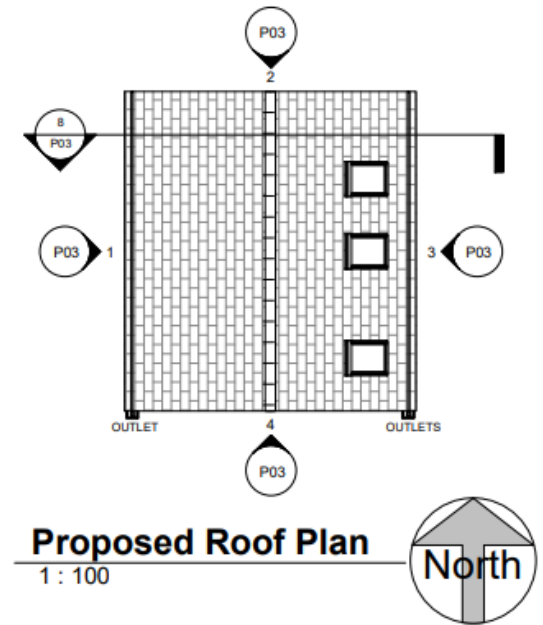 P03
2
8
P03
P03
1
3
P03
OUTLET
4
OUTLETS
P03
Proposed Roof Plan
1 : 100
North